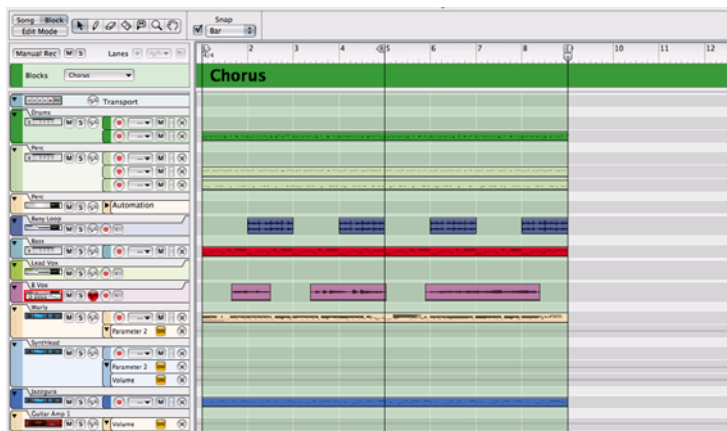 Song Block
Edit Mode
Snap
Bar
Manual Rec M S Lanes
Blocks Chorus
2 3 4 5 6 7 8 9 10 11 12
4/4
Chorus
Transport
Drums
M S
M
Perc
M S M
M
M
Perc
M S Automation
Busy Loop
M S
Bass
M S M
Lead Vox
M S
B Vox
M S
Wurly
M S M
Parameter 2
Synthlead
M S M
Parameter 2
Volume
M S M
Guitar Amp 1
M S Volume